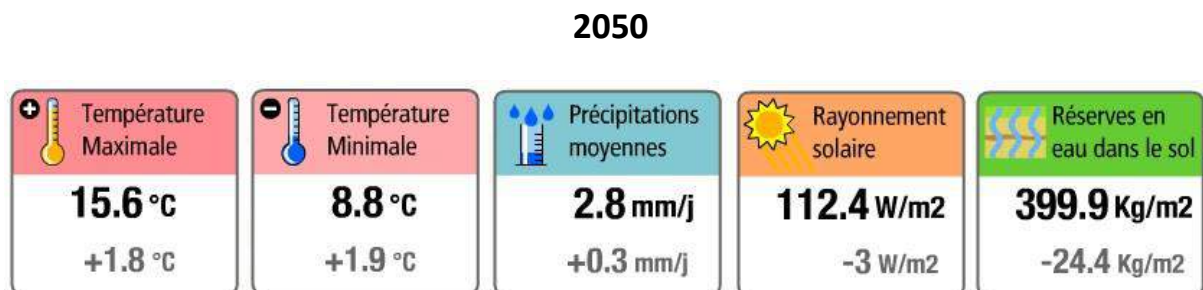 2050
Température
Maximale
15.6 °C
+1.8 °C
Température
Minimale
8.8 °C
+1.9 °C
Précipitations
moyennes
2.8 mm/j
+0.3 mm/j
Rayonnement
solaire
112.4 W/m2
-3 W/m2
Réserves en
eau dans le sol
399.9 Kg/m2
-24.4 Kg/m2